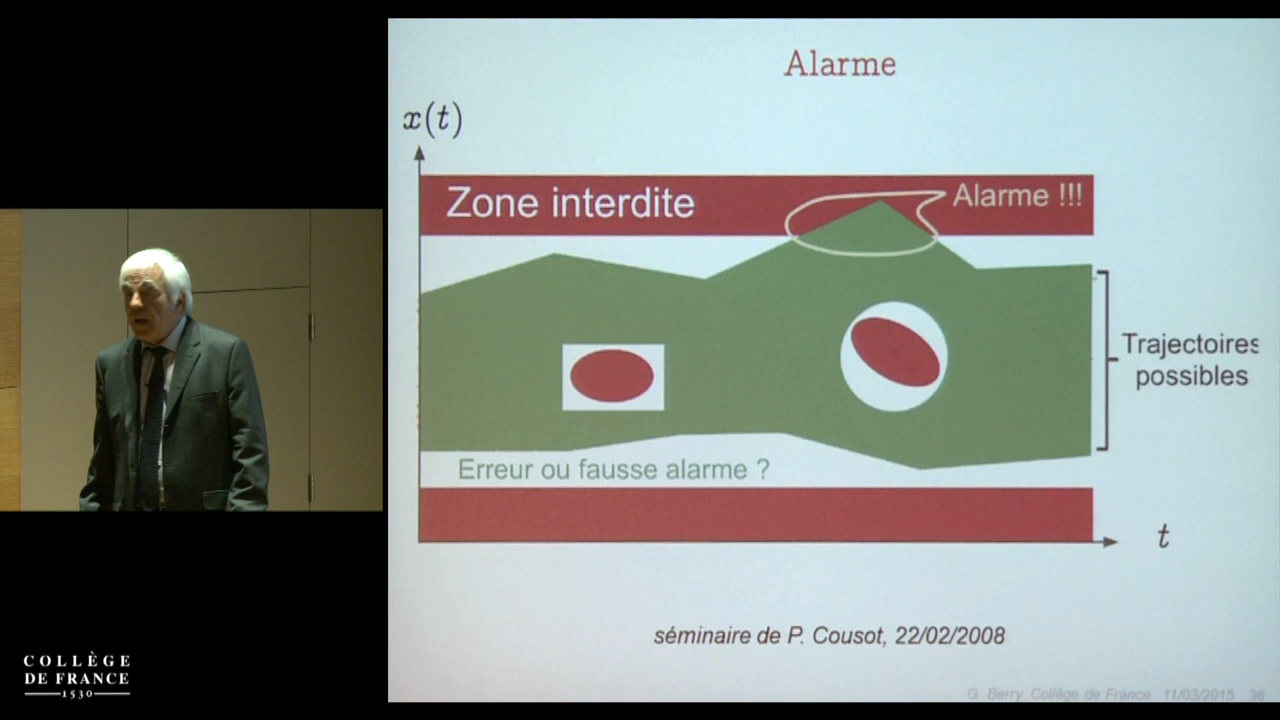 Alarme
x(t)
Zone interdite
Alarme !!!
Trajectoires
possibles
Erreur ou fausse alarme ?
t
séminaire de P. Cousot, 22/02/2008
G. Berry, Collège de France 11/03/2015 36
COLLÈGE
DE FRANCE
1530